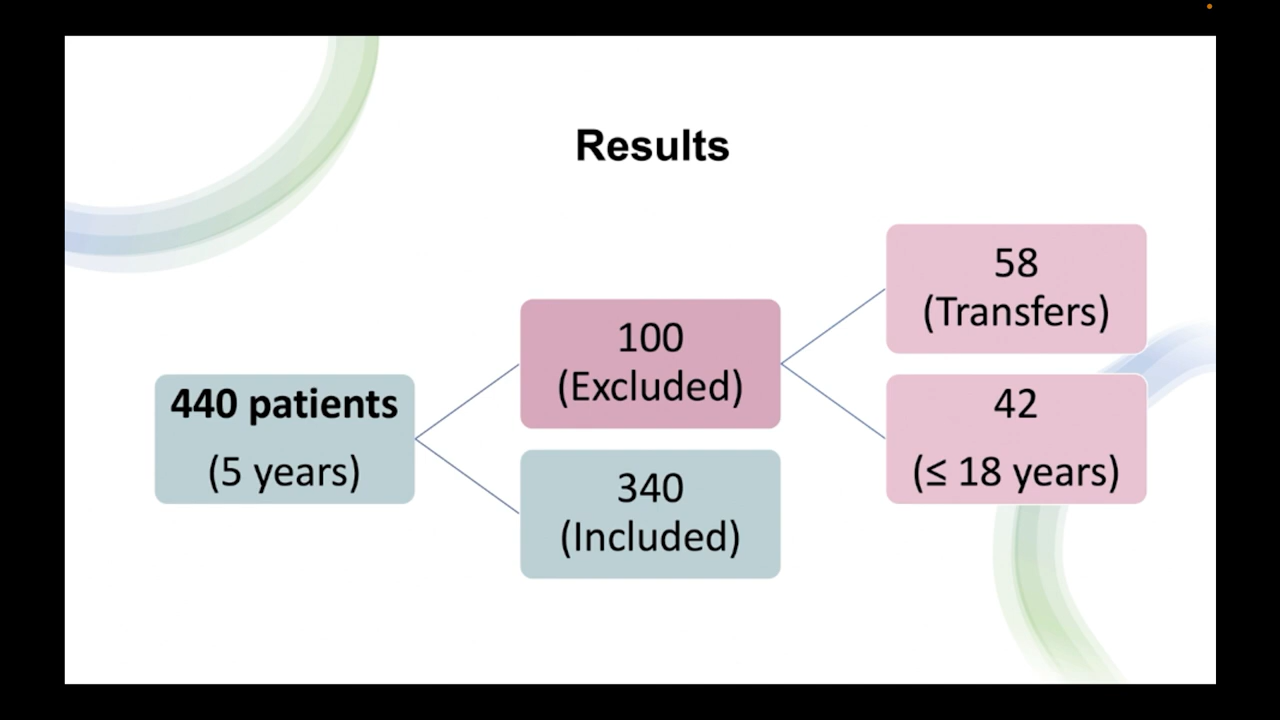 Results
440 patients
(5 years)
100
(Excluded)
340
(Included)
58
(Transfers)
42
(≤ 18 years)